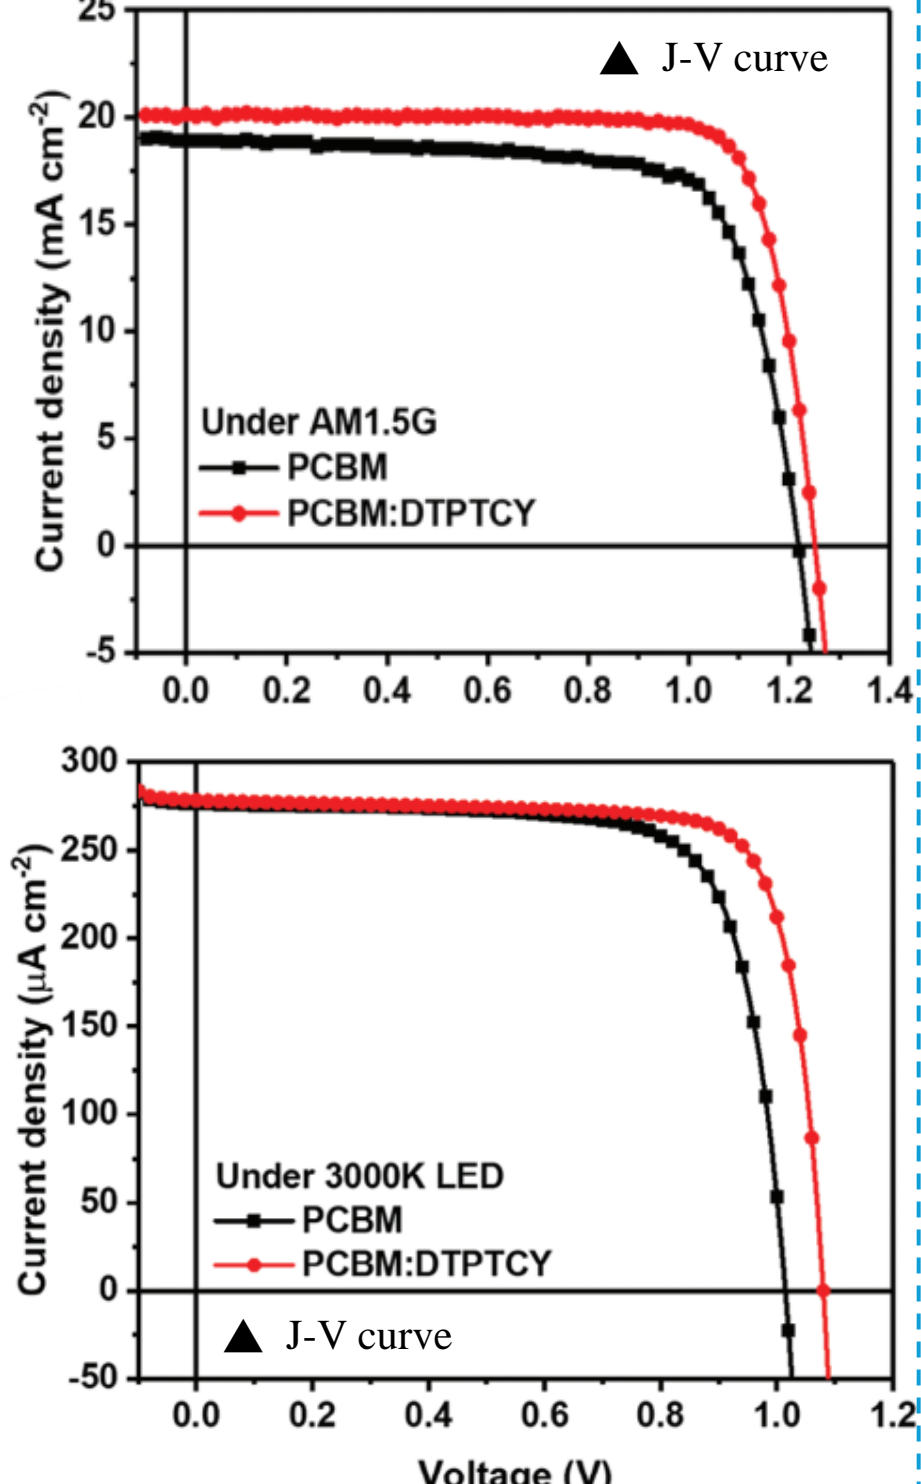 25
▲ J-V curve
20
15
10
5
0
-5
Current density (mA cm-2)
Under AM1.5G
PCBM
PCBM:DTPTCY
0.0 0.2 0.4 0.6 0.8 1.0 1.2 1.4
300
250
200
150
100
50
0
-50
Current density (μA cm-2)
Under 3000K LED
PCBM
PCBM:DTPTCY
▲ J-V curve
0.0 0.2 0.4 0.6 0.8 1.0 1.2
Voltage (V)